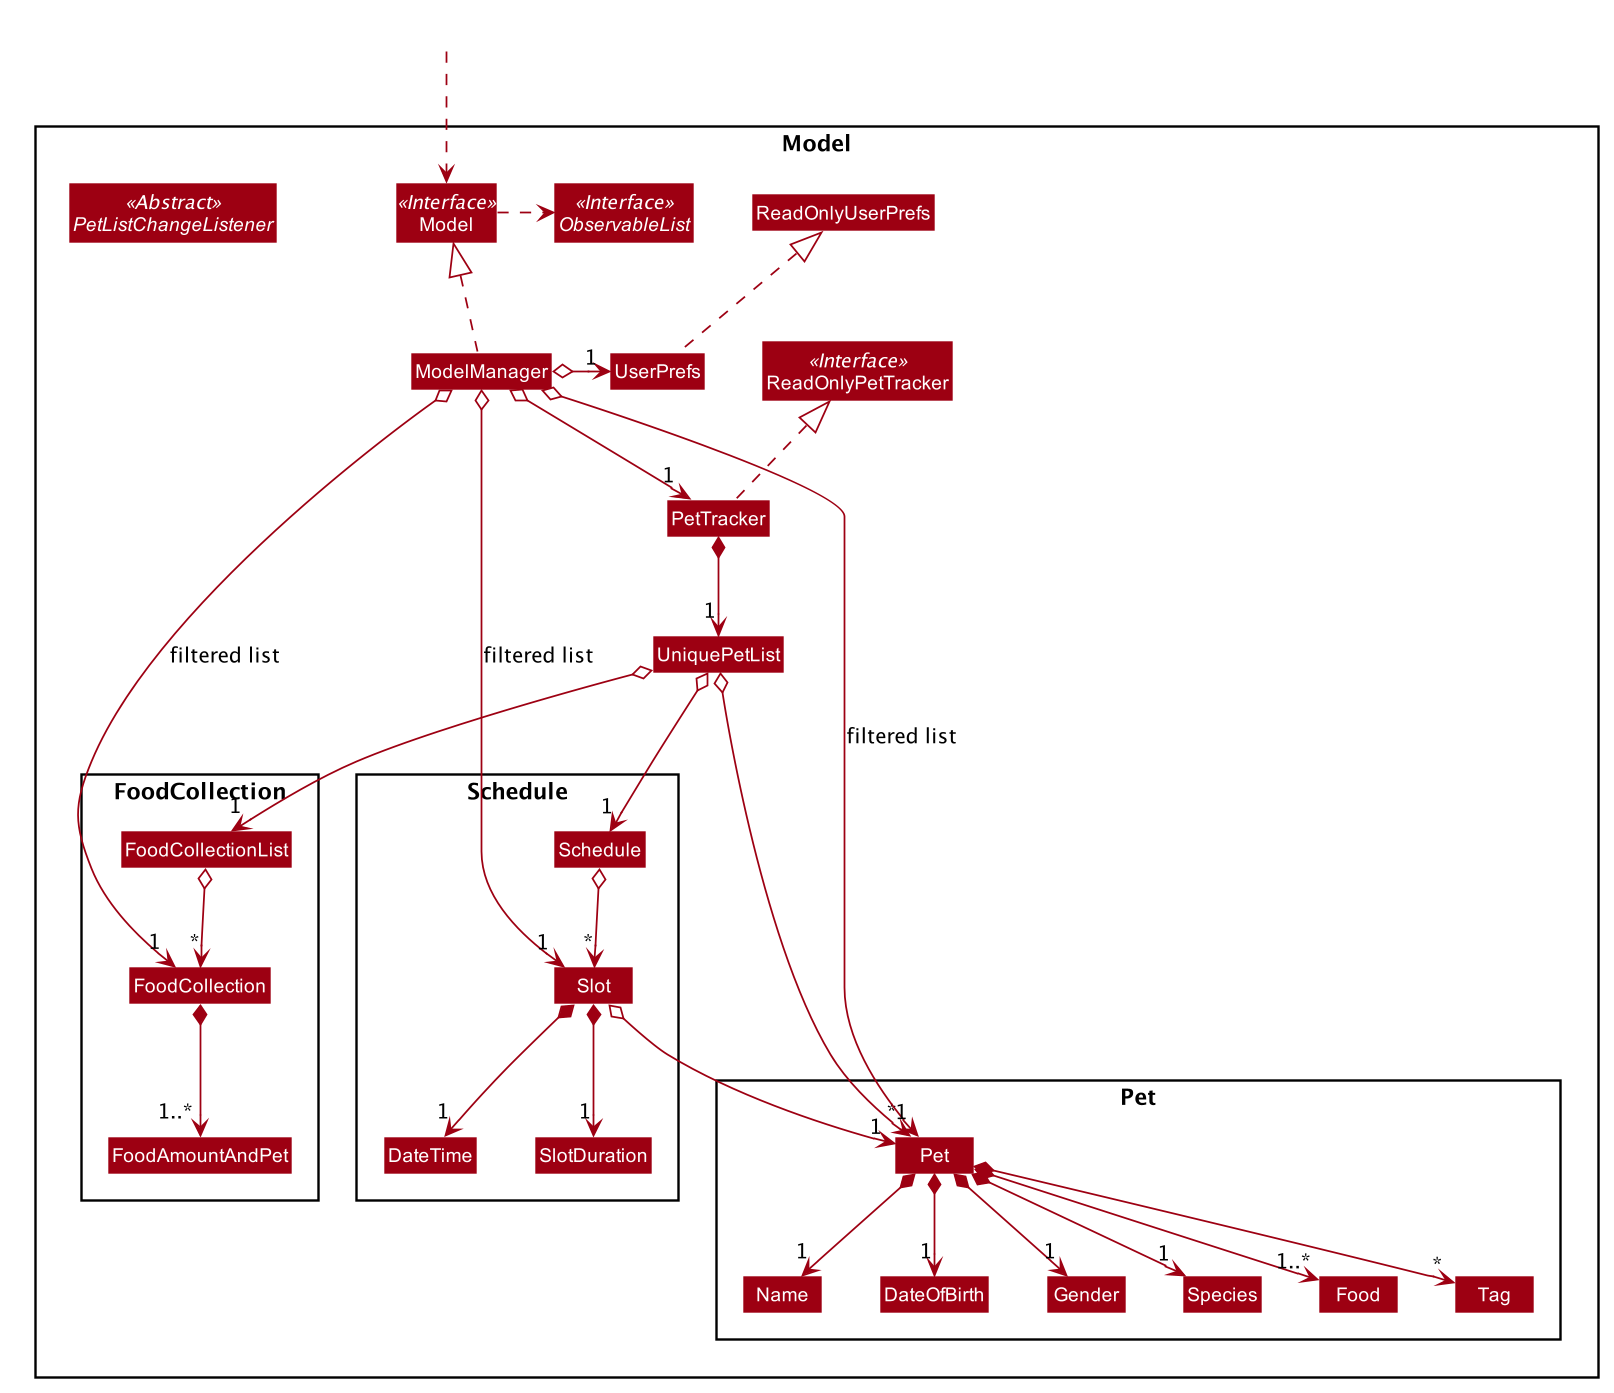 Model
«Abstract»
PetListChangeListener
«Interface»
Model
«Interface»
ObservableList
ReadOnlyUserPrefs
ModelManager
1
UserPrefs
«Interface»
ReadOnlyPetTracker
1
PetTracker
1
filtered list
filtered list
UniquePetList
filtered list
FoodCollection
1
FoodCollectionList
Schedule
1
Schedule
1
*
FoodCollection
1
*
Slot
1..*
FoodAmountAndPet
1
DateTime
1
SlotDuration
Pet
*
1
1
Pet
1
Name
1
DateOfBirth
1
Gender
1
Species
1..*
Food
*
Tag